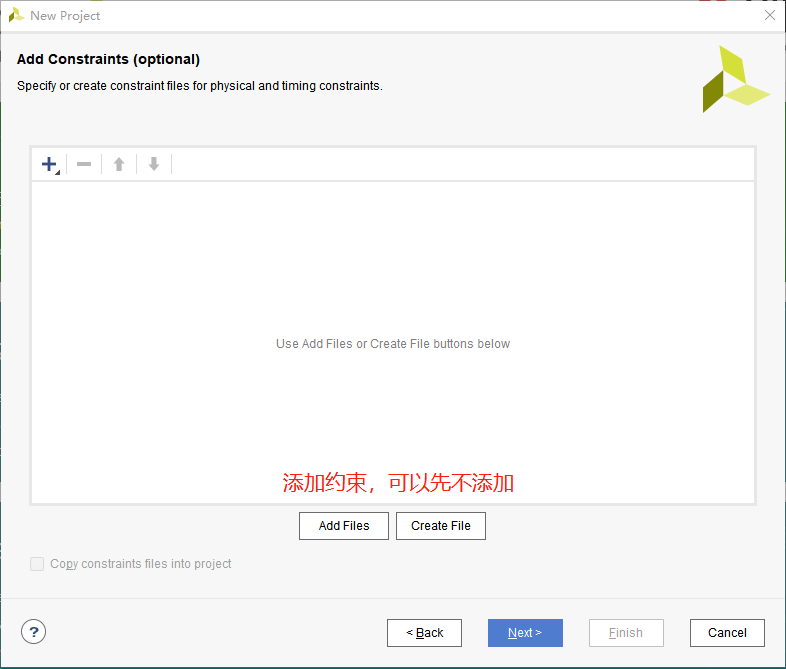 New Project
Add Constraints (optional)
Specify or create constraint files for physical and timing constraints.
Use Add Files or Create File buttons below
添加约束，可以先不添加
Add Files
Create File
Copy constraints files into project
?
< Back
Next >
Finish
Cancel